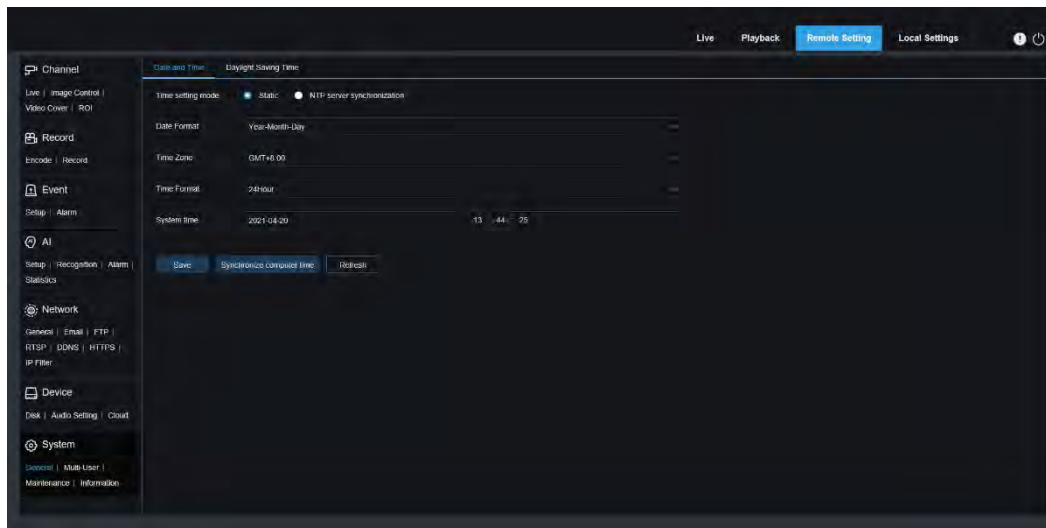 Live Playback Remote Setting Local Settings
Channel
Live | Image Control |
Video Cover | ROI
Record
Encode | Record
Event
Setup | Alarm
AI
Setup | Recognition | Alarm |
Statistics
Network
General | Email | FTP |
RTSP | DDNS | HTTPS |
IP Filter
Device
Disk | Audio Setting | Cloud
System
General | Multi-User |
Maintenance | Information
Date and Time Daylight Saving Time
Time setting mode Static NTP server synchronization
Date Format Year-Month-Day
Time Zone GMT+8:00
Time Format 24Hour
System time 2021-04-20 13 : 44 : 25
Save Synchronize computer time Refresh